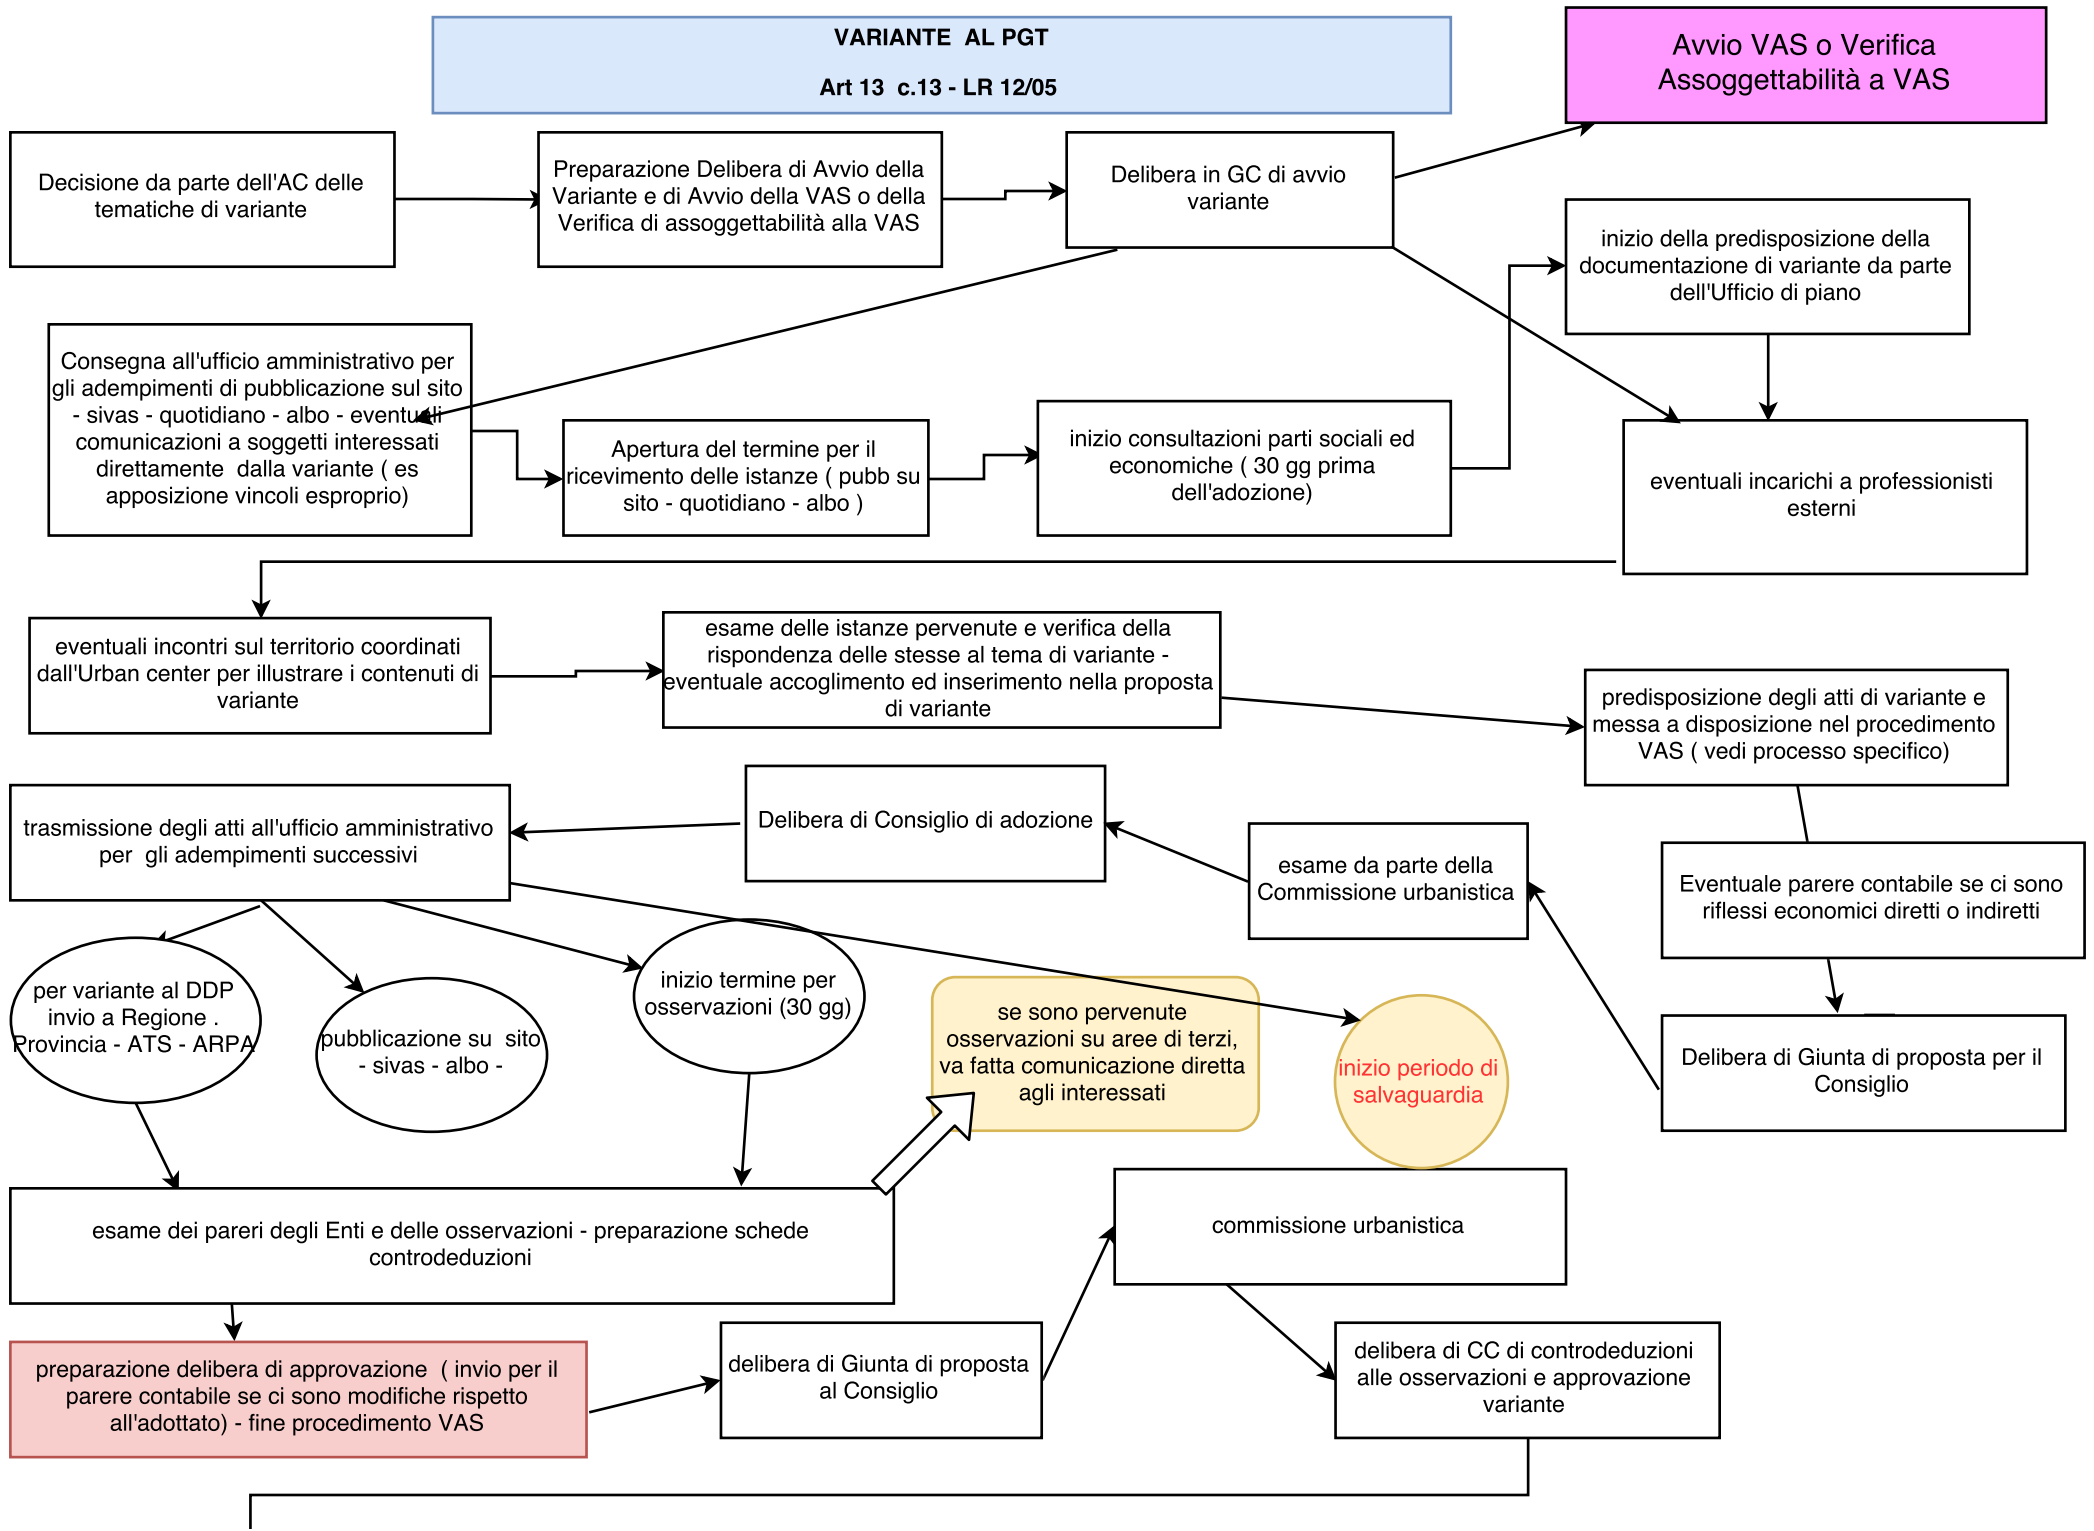 VARIANTE  AL PGT
Art 13  c.13 - LR 12/05
Avvio VAS o Verifica
Assoggettabilità a VAS
Decisione da parte dell'AC delle
tematiche di variante
Preparazione Delibera di Avvio della
Variante e di Avvio della VAS o della
Verifica di assoggettabilità alla VAS
Delibera in GC di avvio
variante
inizio della predisposizione della
documentazione di variante da parte
dell'Ufficio di piano
Consegna all'ufficio amministrativo per
gli adempimenti di pubblicazione sul sito
- sivas - quotidiano - albo - eventuali
comunicazioni a soggetti interessati
direttamente  dalla variante ( es
apposizione vincoli esproprio)
Apertura del termine per il
ricevimento delle istanze ( pubb su
sito - quotidiano - albo )
inizio consultazioni parti sociali ed
economiche ( 30 gg prima
dell'adozione)
eventuali incarichi a professionisti
esterni
eventuali incontri sul territorio coordinati
dall'Urban center per illustrare i contenuti di
variante
esame delle istanze pervenute e verifica della
rispondenza delle stesse al tema di variante -
eventuale accoglimento ed inserimento nella proposta
di variante
predisposizione degli atti di variante e
messa a disposizione nel procedimento
VAS ( vedi processo specifico)
trasmissione degli atti all'ufficio amministrativo
per  gli adempimenti successivi
Delibera di Consiglio di adozione
esame da parte della
Commissione urbanistica
Eventuale parere contabile se ci sono
riflessi economici diretti o indiretti
per variante al DDP
invio a Regione .
Provincia - ATS - ARPA
pubblicazione su  sito
- sivas - albo -
inizio termine per
osservazioni (30 gg)
se sono pervenute
osservazioni su aree di terzi,
va fatta comunicazione diretta
agli interessati
inizio periodo di
salvaguardia
Delibera di Giunta di proposta per il
Consiglio
esame dei pareri degli Enti e delle osservazioni - preparazione schede
controdeduzioni
commissione urbanistica
preparazione delibera di approvazione  ( invio per il
parere contabile se ci sono modifiche rispetto
all'adottato) - fine procedimento VAS
delibera di Giunta di proposta
al Consiglio
delibera di CC di controdeduzioni
alle osservazioni e approvazione
variante